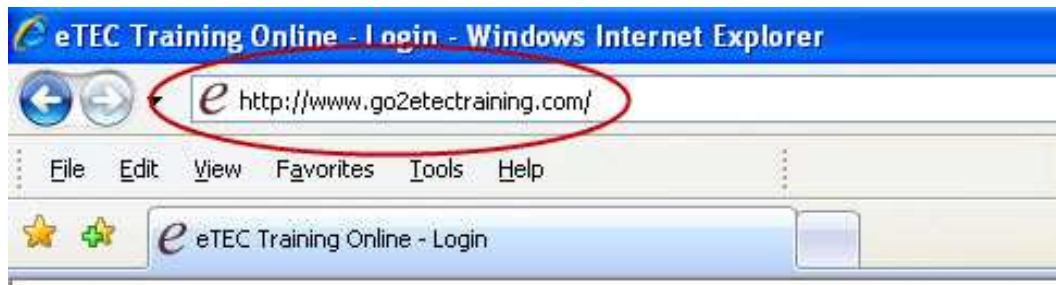 eTEC Training Online - Login - Windows Internet Explorer
e http://www.go2etectraining.com/
File Edit View Favorites Tools Help
e eTEC Training Online - Login